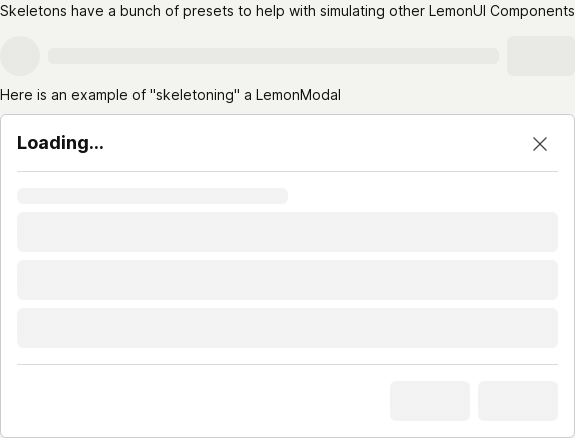 Skeletons have a bunch of presets to help with simulating other LemonUI Components
Here is an example of "skeletoning" a LemonModal
Loading...